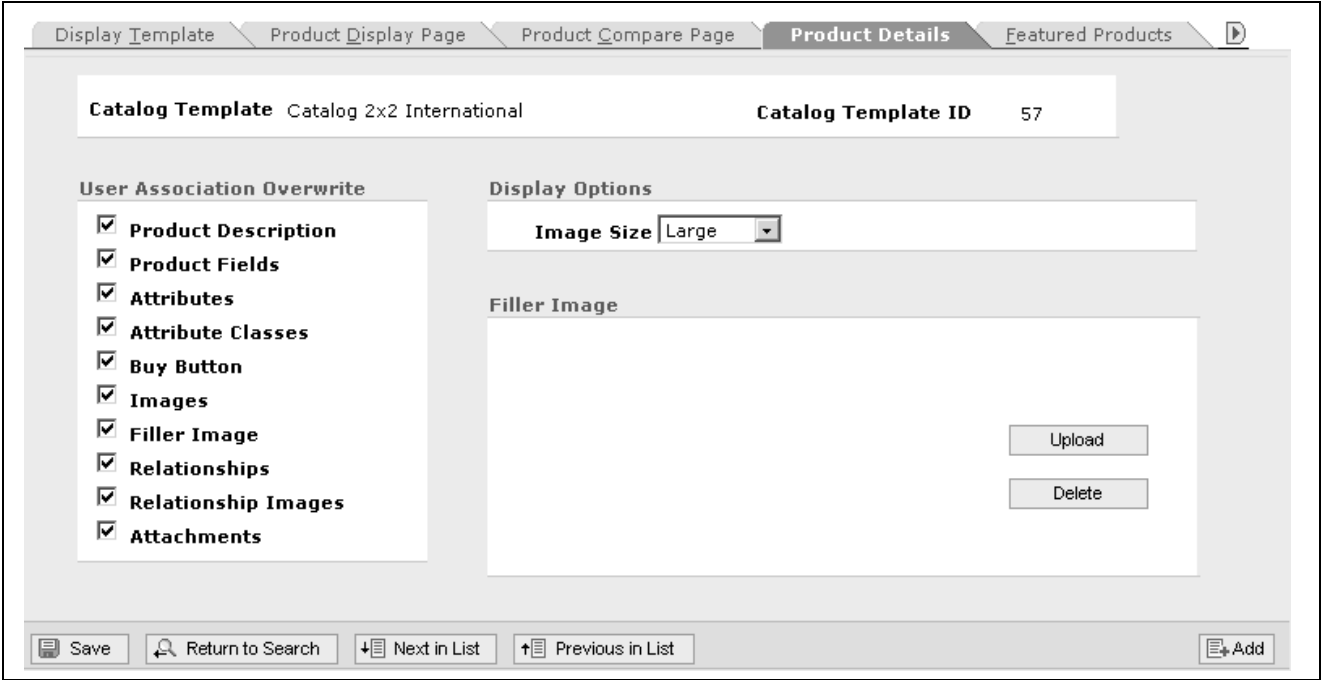 Display Template Product Display Page Product Compare Page Product Details Featured Products
Catalog Template Catalog 2x2 International Catalog Template ID 57
User Association Overwrite
Product Description
Product Fields
Attributes
Attribute Classes
Buy Button
Images
Filler Image
Relationships
Relationship Images
Attachments
Display Options
Image Size Large
Filler Image
Upload
Delete
Save Return to Search Next in List Previous in List Add